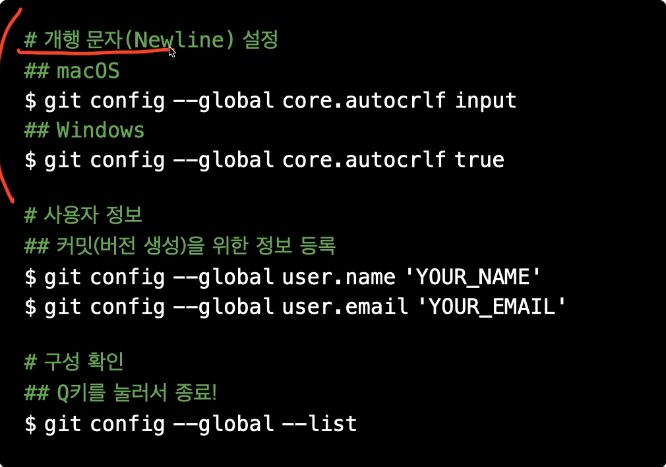 # 개행 문자(Newline) 설정
## macOS
$ git config --global core.autocrlf input
## Windows
$ git config --global core.autocrlf true
# 사용자 정보
## 커밋(버전 생성)을 위한 정보 등록
$ git config --global user.name 'YOUR_NAME'
$ git config --global user.email 'YOUR_EMAIL'
# 구성 확인
## Q키를 눌러서 종료!
$ git config --global --list